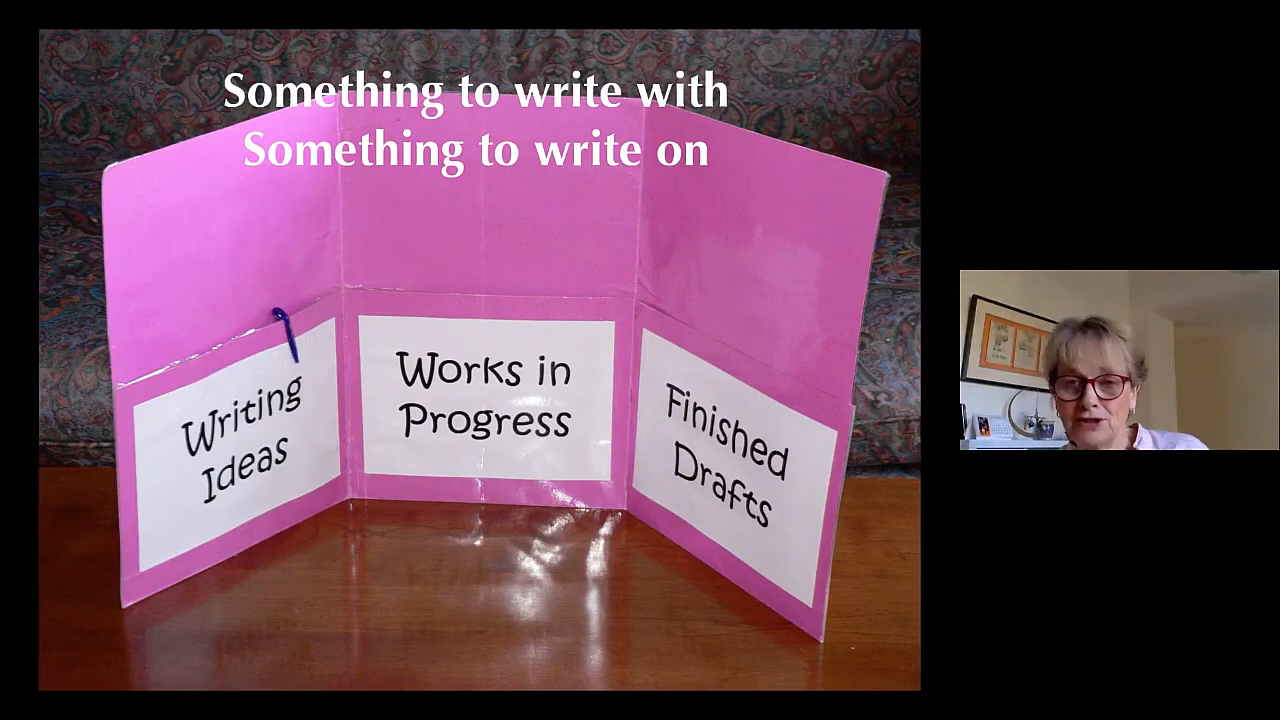 Something to write with
Something to write on
Writing
Ideas
Works in
Progress
Finished
Drafts